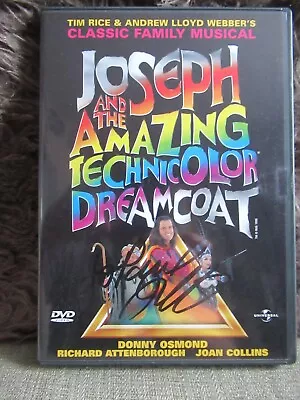 TIM RICE & ANDREW LLOYD WEBBER'S
CLASSIC FAMILY MUSICAL
JOSEPH
AND THE
AMAZING
TECHNICOLOR
DREAMCOAT
DVD
VIDEO
UNIVERSAL
DONNY OSMOND
RICHARD ATTENBOROUGH JOAN COLLINS